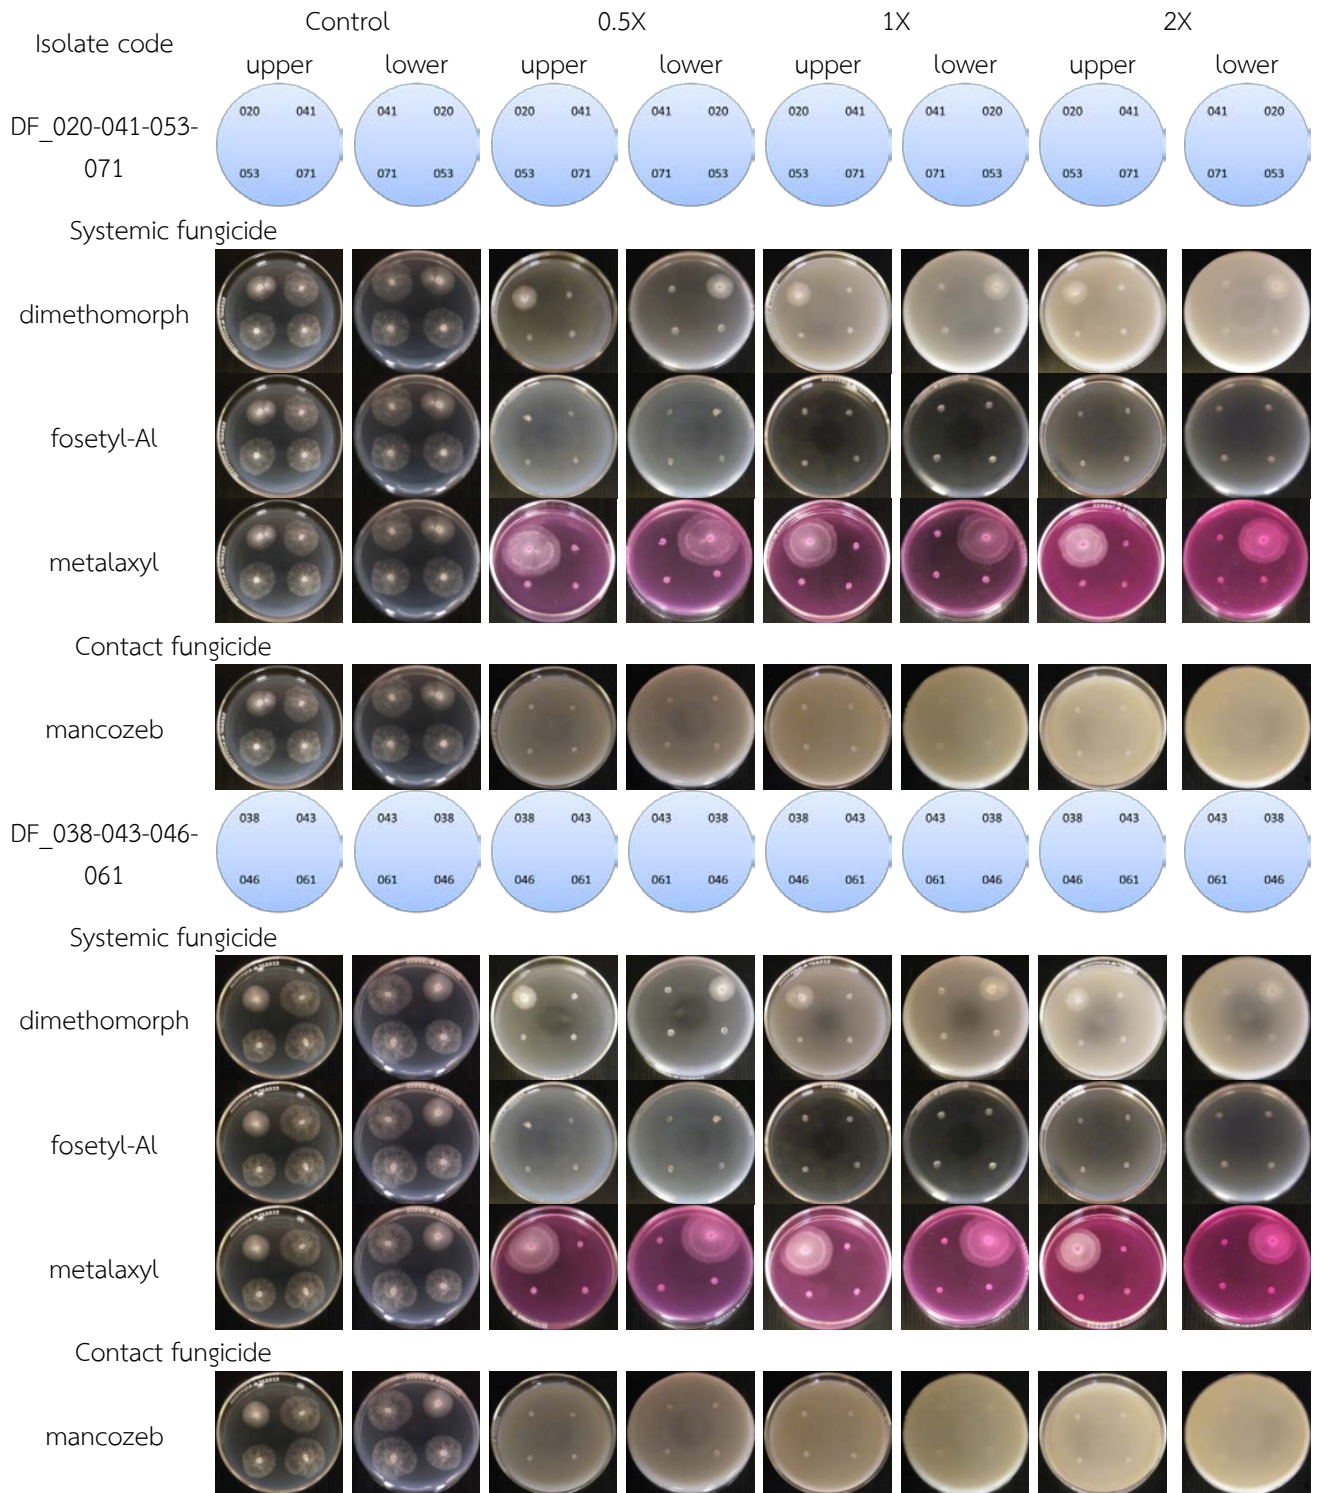 Isolate code
Control 0.5X 1X 2X
upper lower upper lower upper lower upper lower
DF_020-041-053-
071
020 041 041 020 020 041 041 020 020 041 041 020 020 041 041 020
053 071 071 053 053 071 071 053 053 071 071 053 053 071 071 053
Systemic fungicide
dimethomorph
fosetyl-Al
metalaxyl
Contact fungicide
mancozeb
DF_038-043-046-
061
038 043 043 038 038 043 043 038 038 043 043 038 038 043 043 038
046 061 061 046 046 061 061 046 046 061 061 046 046 061 061 046
Systemic fungicide
dimethomorph
fosetyl-Al
metalaxyl
Contact fungicide
mancozeb